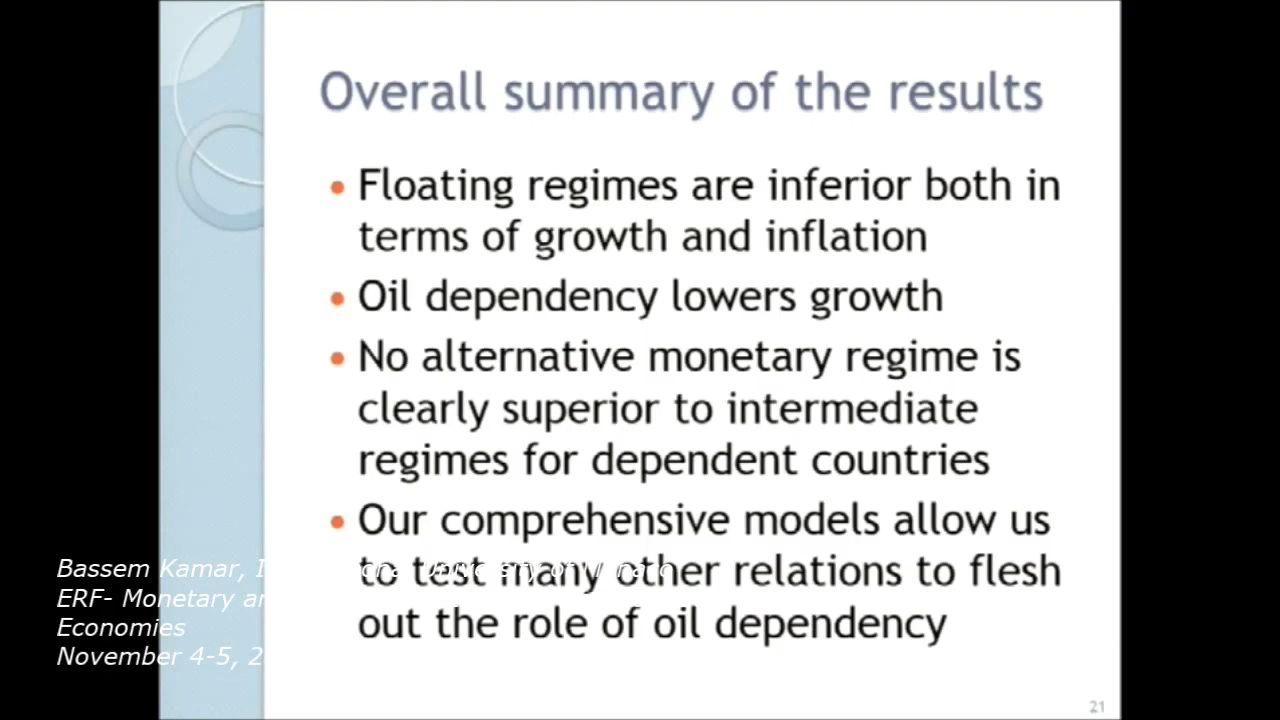 Overall summary of the results
• Floating regimes are inferior both in
terms of growth and inflation
• Oil dependency lowers growth
• No alternative monetary regime is
clearly superior to intermediate
regimes for dependent countries
• Our comprehensive models allow us
to test many other relations to flesh
out the role of oil dependency
Bassem Kamar, University of
ERF- Monetary
Economies
November 4-5,
21